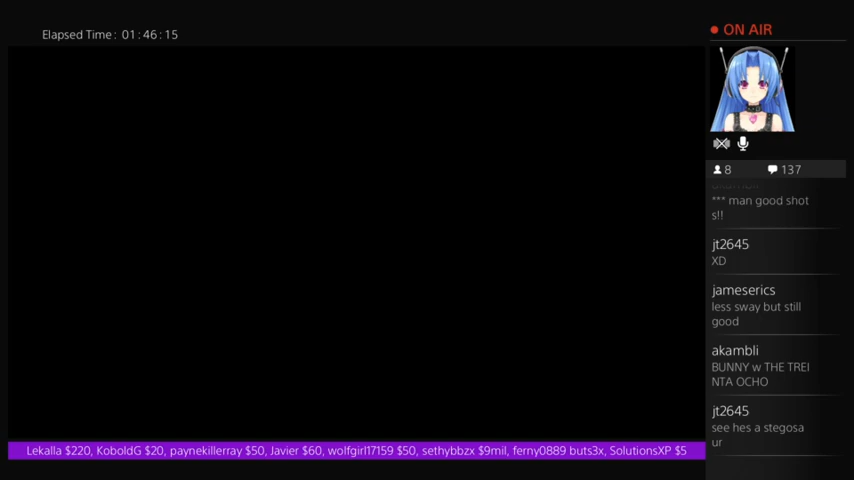 Elapsed Time: 01:46:15
ON AIR
8 137
*** man good shot
s!!
jt2645
XD
jameserics
less sway but still
good
akambli
BUNNY w THE TREI
NTA OCHO
jt2645
see hes a stegosa
ur
Lekalla $220, KoboldG $20, paynekillerray $50, Javier $60, wolfgirl17159 $50, sethybbzx $9mil, ferny0889 buts3x, SolutionsXP $5